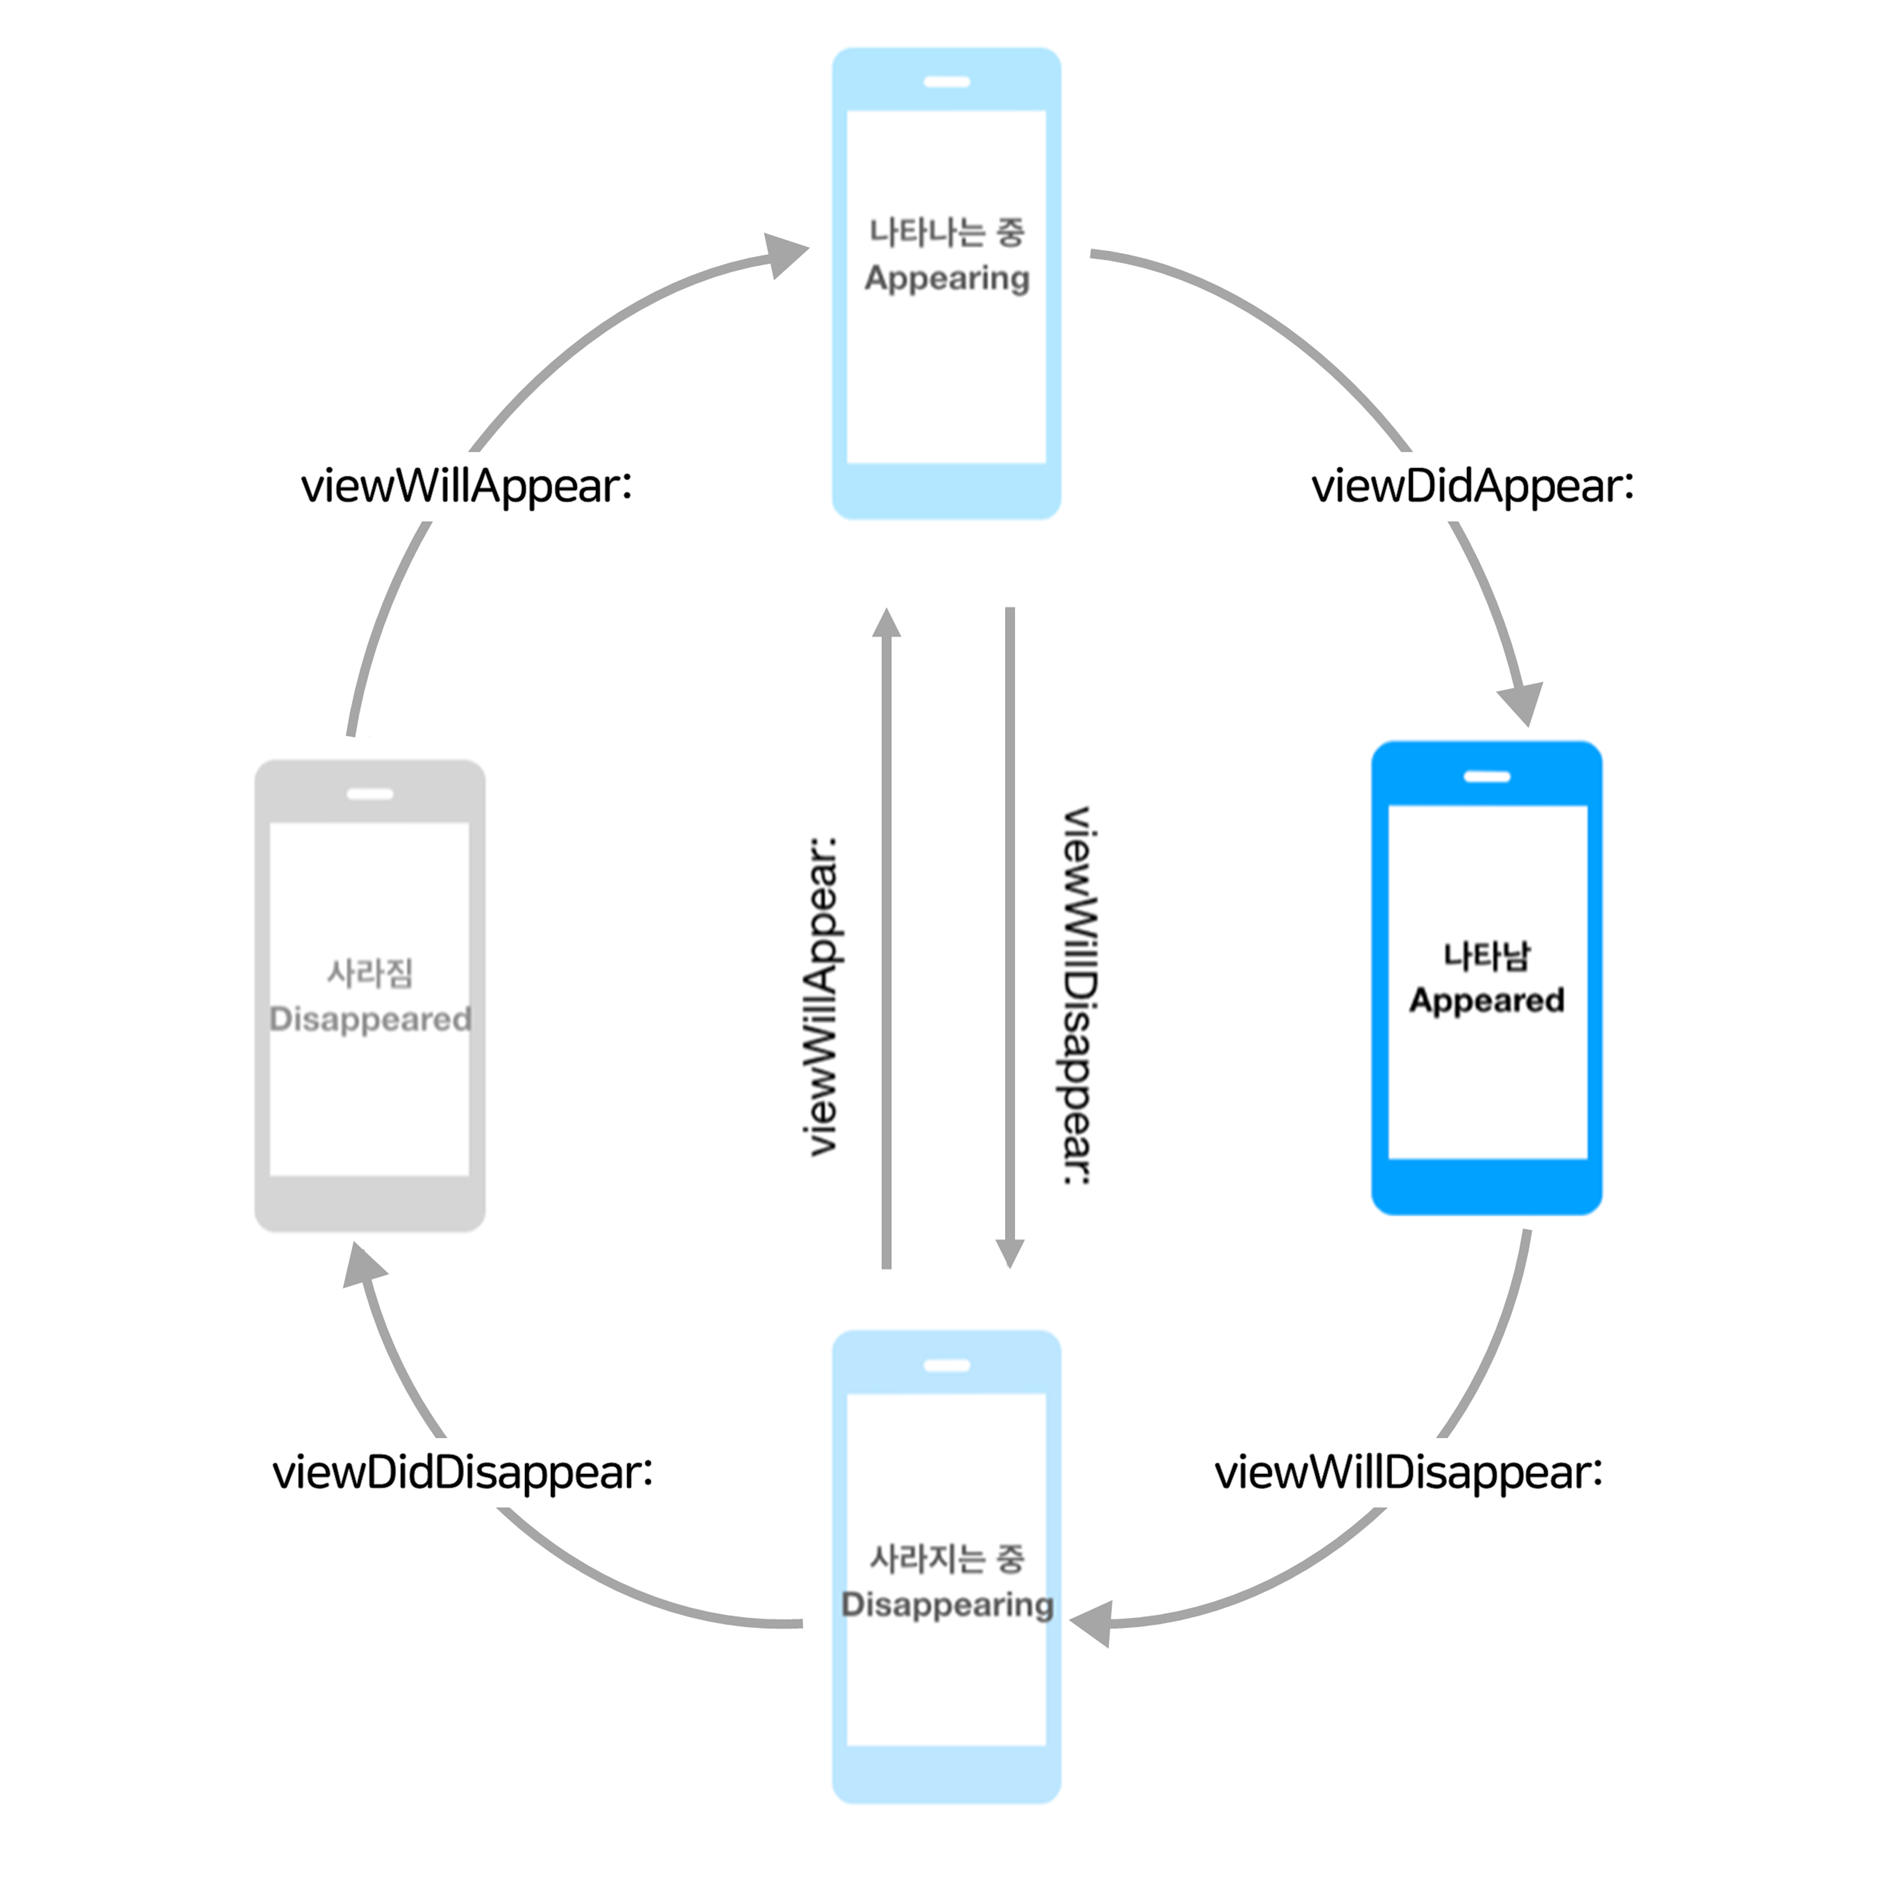 나타나는 중
Appearing
viewWillAppear:
viewDidAppear:
사라짐
Disappeared
viewWillAppear:
viewWillDisappear:
나타남
Appeared
viewDidDisappear:
viewWillDisappear:
사라지는 중
Disappearing